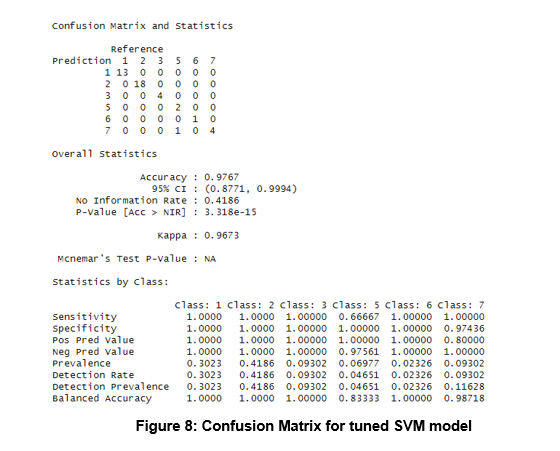 Confusion Matrix and Statistics
Reference
Prediction 1 2 3 5 6 7
1 13 0 0 0 0 0
2 0 18 0 0 0 0
3 0 0 4 0 0 0
5 0 0 0 2 0 0
6 0 0 0 0 1 0
7 0 0 0 1 0 4
Overall Statistics
Accuracy : 0.9767
95% CI : (0.8771, 0.9994)
No Information Rate : 0.4186
P-Value [Acc > NIR] : 3.318e-15
Kappa : 0.9673
Mcnemar's Test P-Value : NA
Statistics by Class:
Class: 1 Class: 2 Class: 3 Class: 5 Class: 6 Class: 7
Sensitivity 1.0000 1.0000 1.00000 0.66667 1.00000 1.00000
Specificity 1.0000 1.0000 1.00000 1.00000 1.00000 0.97436
Pos Pred Value 1.0000 1.0000 1.00000 1.00000 1.00000 0.80000
Neg Pred Value 1.0000 1.0000 1.00000 0.97561 1.00000 1.00000
Prevalence 0.3023 0.4186 0.09302 0.06977 0.02326 0.09302
Detection Rate 0.3023 0.4186 0.09302 0.04651 0.02326 0.09302
Detection Prevalence 0.3023 0.4186 0.09302 0.04651 0.02326 0.11628
Balanced Accuracy 1.0000 1.0000 1.00000 0.83333 1.00000 0.98718
Figure 8: Confusion Matrix for tuned SVM model